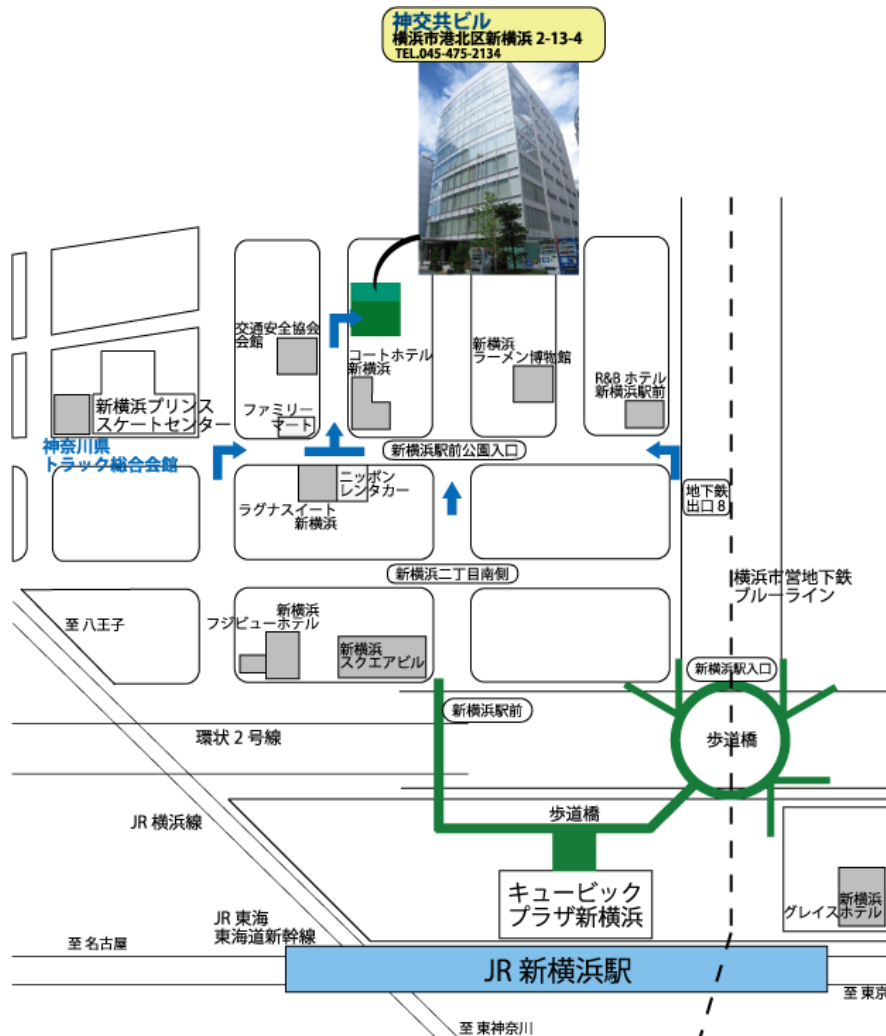 神交共ビル
横浜市港北区新横浜 2-13-4
TEL.045-475-2134
交通安全協会
会館
コートホテル
新横浜
新横浜
ラーメン博物館
R&B ホテル
新横浜駅前
新横浜プリンス
スケートセンター
ファミリー
マート
神奈川県
トラック総合会館
新横浜駅前公園入口
ニッポン
レンタカー
ラグナスイート
新横浜
地下鉄
出口 8
新横浜二丁目南側
横浜市営地下鉄
ブルーライン
至 八王子
新横浜
フジビューホテル
新横浜
スクエアビル
新横浜駅入口
新横浜駅前
環状 2 号線
歩道橋
JR 横浜線
歩道橋
キュービック
プラザ新横浜
新横浜
グレイスホテル
JR 東海
東海道新幹線
至 名古屋
JR 新横浜駅
至 東京
至 東神奈川